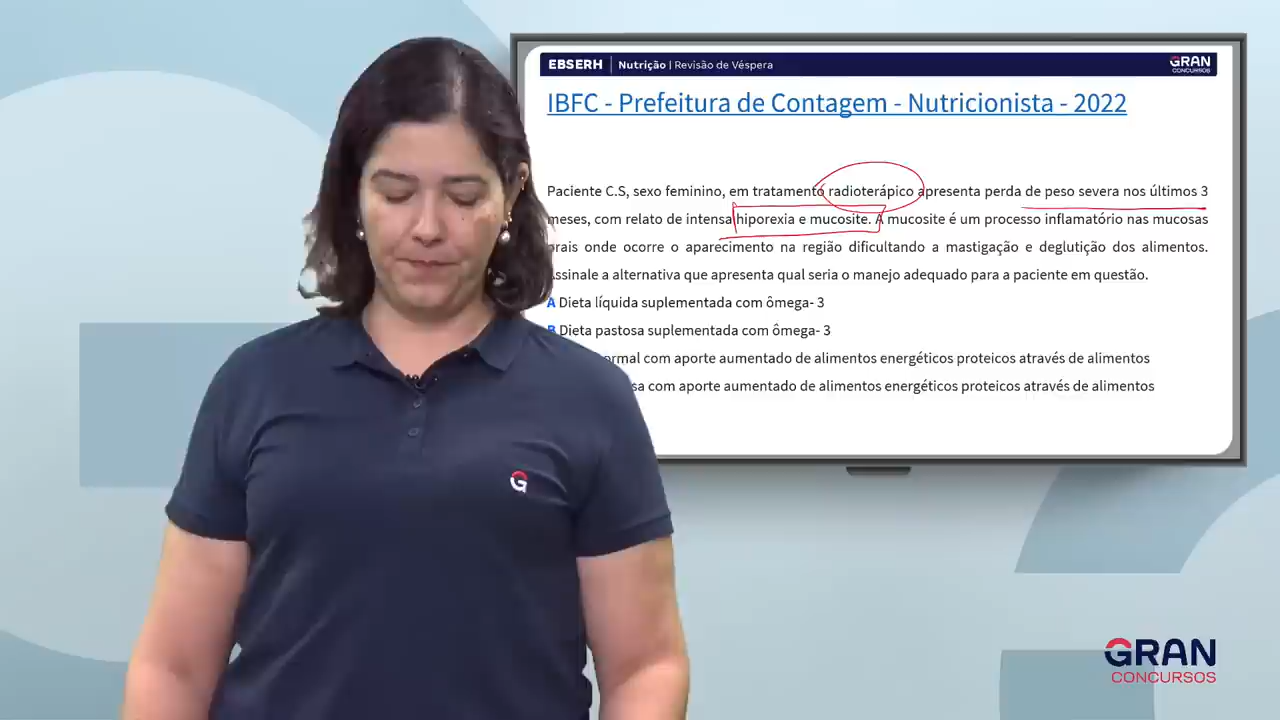 EBSERH | Nutrição | Revisão de Véspera
GRAN
CONCURSOS
IBFC - Prefeitura de Contagem - Nutricionista - 2022
Paciente C.S, sexo feminino, em tratamento radioterápico apresenta perda de peso severa nos últimos 3
meses, com relato de intensa hiporexia e mucosite. A mucosite é um processo inflamatório nas mucosas
orais onde ocorre o aparecimento na região dificultando a mastigação e deglutição dos alimentos.
Assinale a alternativa que apresenta qual seria o manejo adequado para a paciente em questão.
A Dieta líquida suplementada com ômega- 3
B Dieta pastosa suplementada com ômega- 3
com aporte aumentado de alimentos energéticos proteicos através de alimentos
com aporte aumentado de alimentos energéticos proteicos através de alimentos
G
GRAN
CONCURSOS